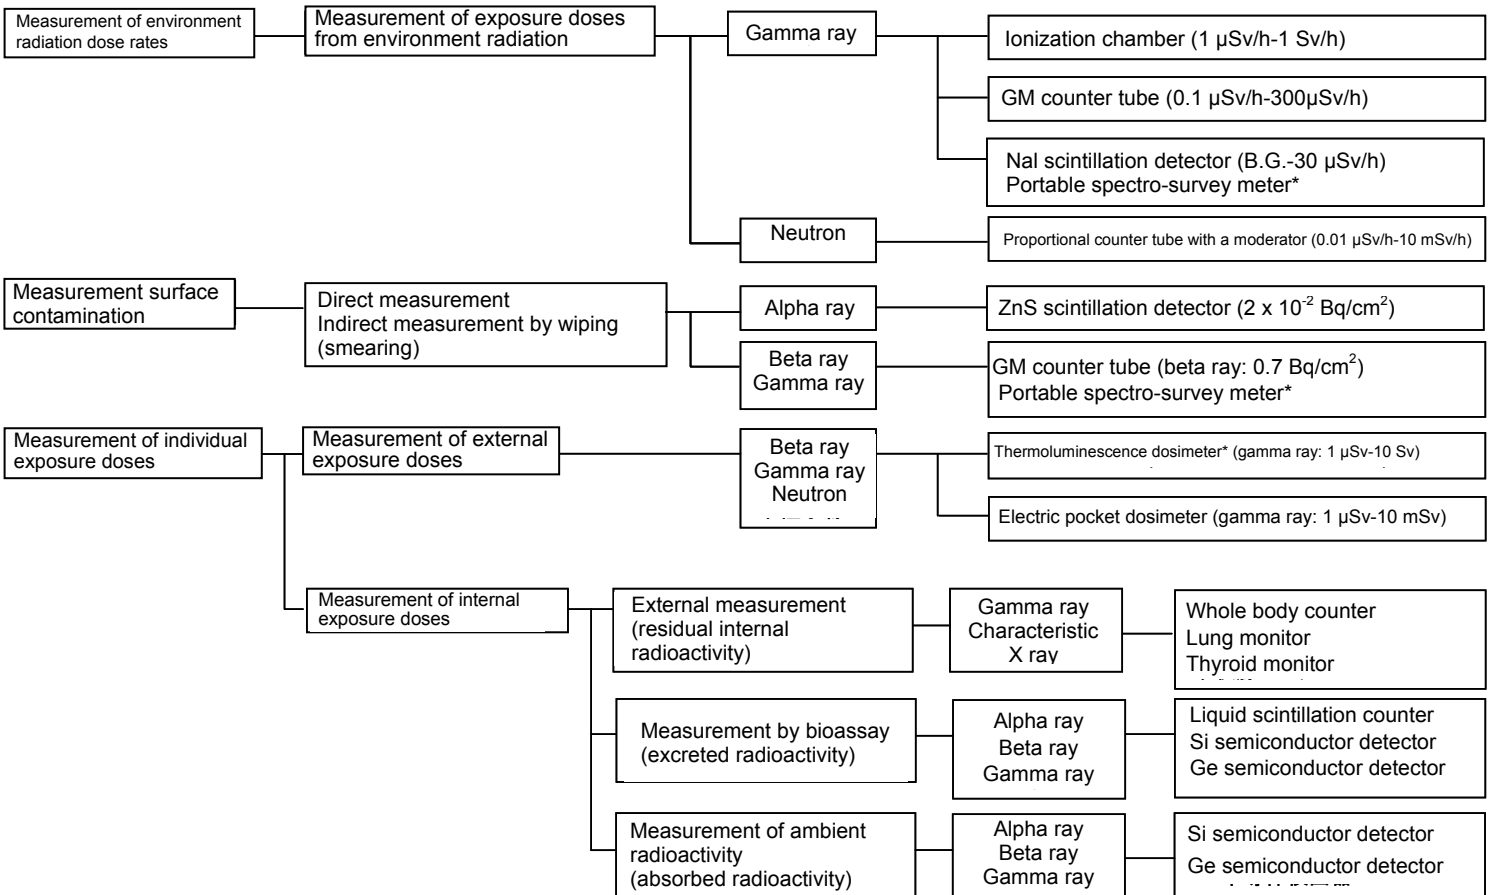 Measurement of environment
radiation dose rates
Measurement of exposure doses
from environment radiation
Gamma ray
Ionization chamber (1 µSv/h-1 Sv/h)
GM counter tube (0.1 µSv/h-300µSv/h)
NaI scintillation detector (B.G.-30 µSv/h)
Portable spectro-survey meter*
Neutron
Proportional counter tube with a moderator (0.01 µSv/h-10 mSv/h)
Measurement surface
contamination
Direct measurement
Indirect measurement by wiping
(smearing)
Alpha ray
ZnS scintillation detector (2 x 10⁻² Bq/cm²)
Beta ray
Gamma ray
GM counter tube (beta ray: 0.7 Bq/cm²)
Portable spectro-survey meter*
Measurement of individual
exposure doses
Measurement of external
exposure doses
Beta ray
Gamma ray
Neutron
Thermoluminescence dosimeter* (gamma ray: 1 µSv-10 Sv)
Electric pocket dosimeter (gamma ray: 1 µSv-10 mSv)
Measurement of internal
exposure doses
External measurement
(residual internal
radioactivity)
Gamma ray
Characteristic
X ray
Whole body counter
Lung monitor
Thyroid monitor
Measurement by bioassay
(excreted radioactivity)
Alpha ray
Beta ray
Gamma ray
Liquid scintillation counter
Si semiconductor detector
Ge semiconductor detector
Measurement of ambient
radioactivity
(absorbed radioactivity)
Alpha ray
Beta ray
Gamma ray
Si semiconductor detector
Ge semiconductor detector